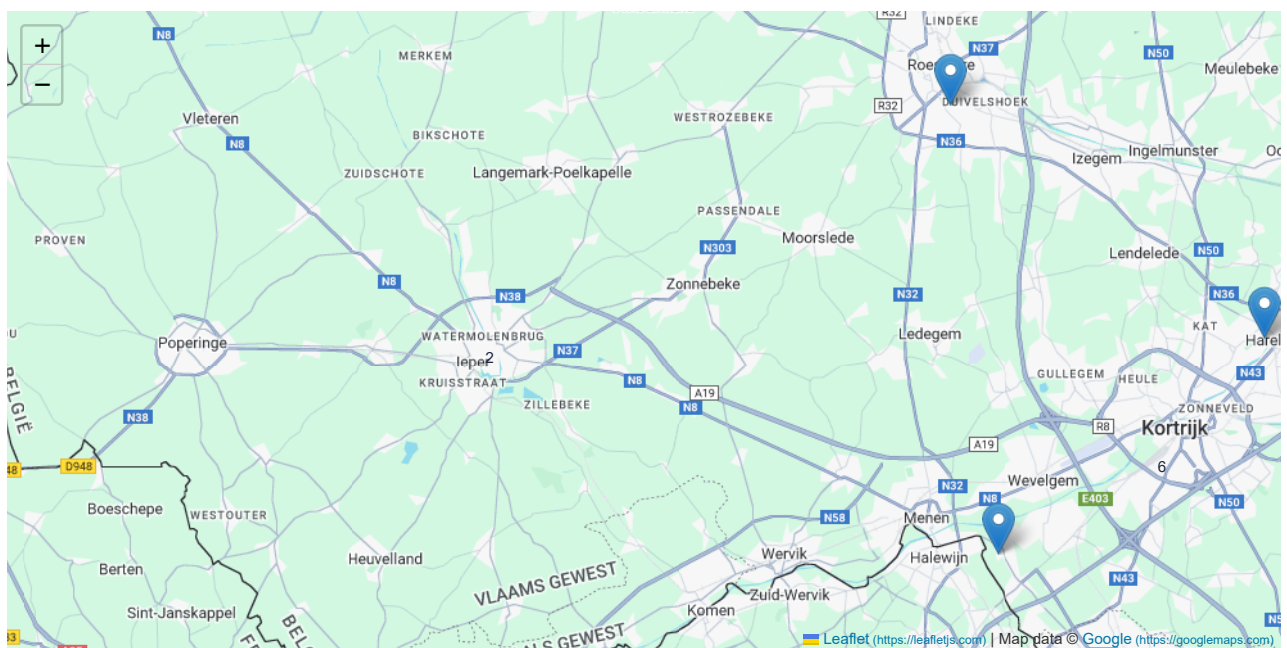 +
−
N8
MERKEM
R32
LINDEKE
N37
N50
Meulebeke
Vleteren
N8
BIKSCHOTE
WESTROZEBEKE
R32
DUIVELSHOEK
N36
Izegem
Ingelmunster
ZUIDSCHOTE
Langemark-Poelkapelle
PASSENDALE
Moorslede
PROVEN
N303
Zonnebeke
Lendelede
N50
N8
N38
N32
N36
Poperinge
WATERMOLENBRUG
Ieper
2
N37
KRUISSTRAAT
N8
ZILLEBEKE
A19
N8
Ledegem
KAT
N43
GULLEGEM
HEULE
ZONNEVELD
R8
Kortrijk
BELGIË
N38
A19
6
48
D948
Wevelgem
N32
N8
E403
N50
Boeschepe
WESTOUTER
N58
Menen
Heuvelland
Wervik
Halewijn
Berten
VLAAMS GEWEST
N43
Sint-Janskappel
Komen
Zuid-Wervik
Leaflet (https://leafletjs.com) | Map data © Google (https://googlemaps.com)